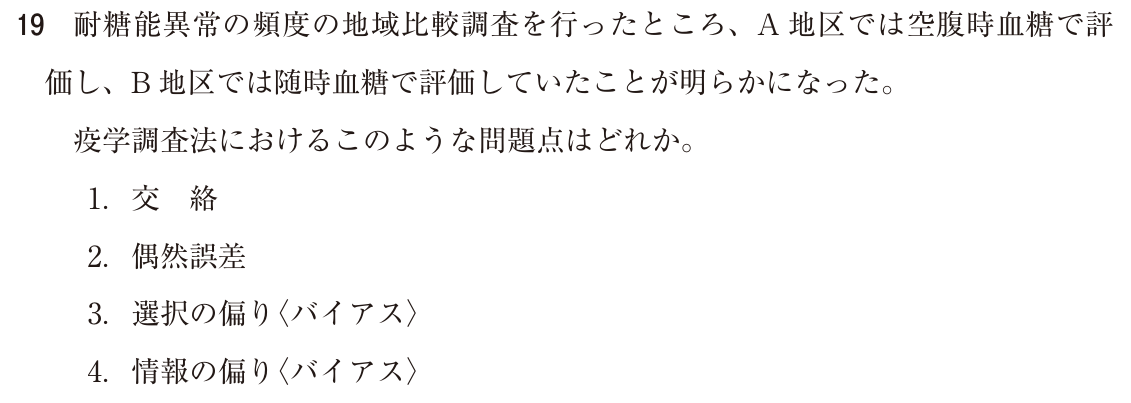 19　耐糖能異常の頻度の地域比較調査を行ったところ、A 地区では空腹時血糖で評
価し、B 地区では随時血糖で評価していたことが明らかになった。
疫学調査法におけるこのような問題点はどれか。
1. 交　絡
2. 偶然誤差
3. 選択の偏り〈バイアス〉
4. 情報の偏り〈バイアス〉